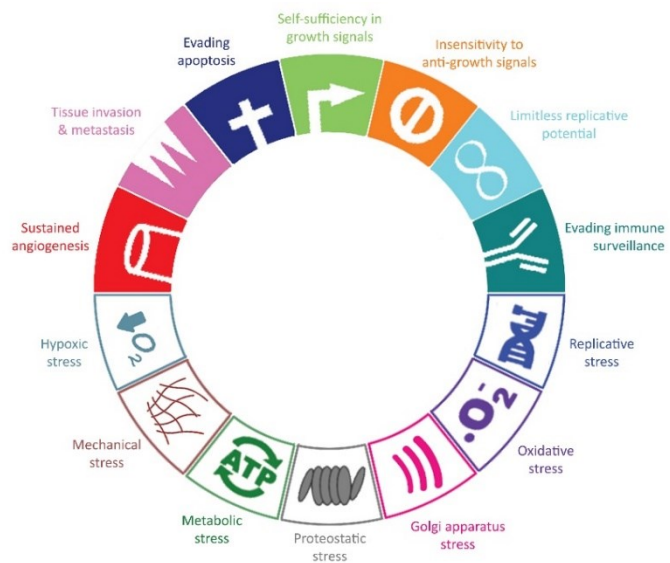 Self-sufficiency in
growth signals
Insensitivity to
anti-growth signals
Limitless replicative
potential
Evading immune
surveillance
Replicative
stress
Oxidative
stress
Golgi apparatus
stress
Proteostatic
stress
Metabolic
stress
Mechanical
stress
Hypoxic
stress
Sustained
angiogenesis
Tissue invasion
& metastasis
Evading
apoptosis
•O2-
ATP
O2